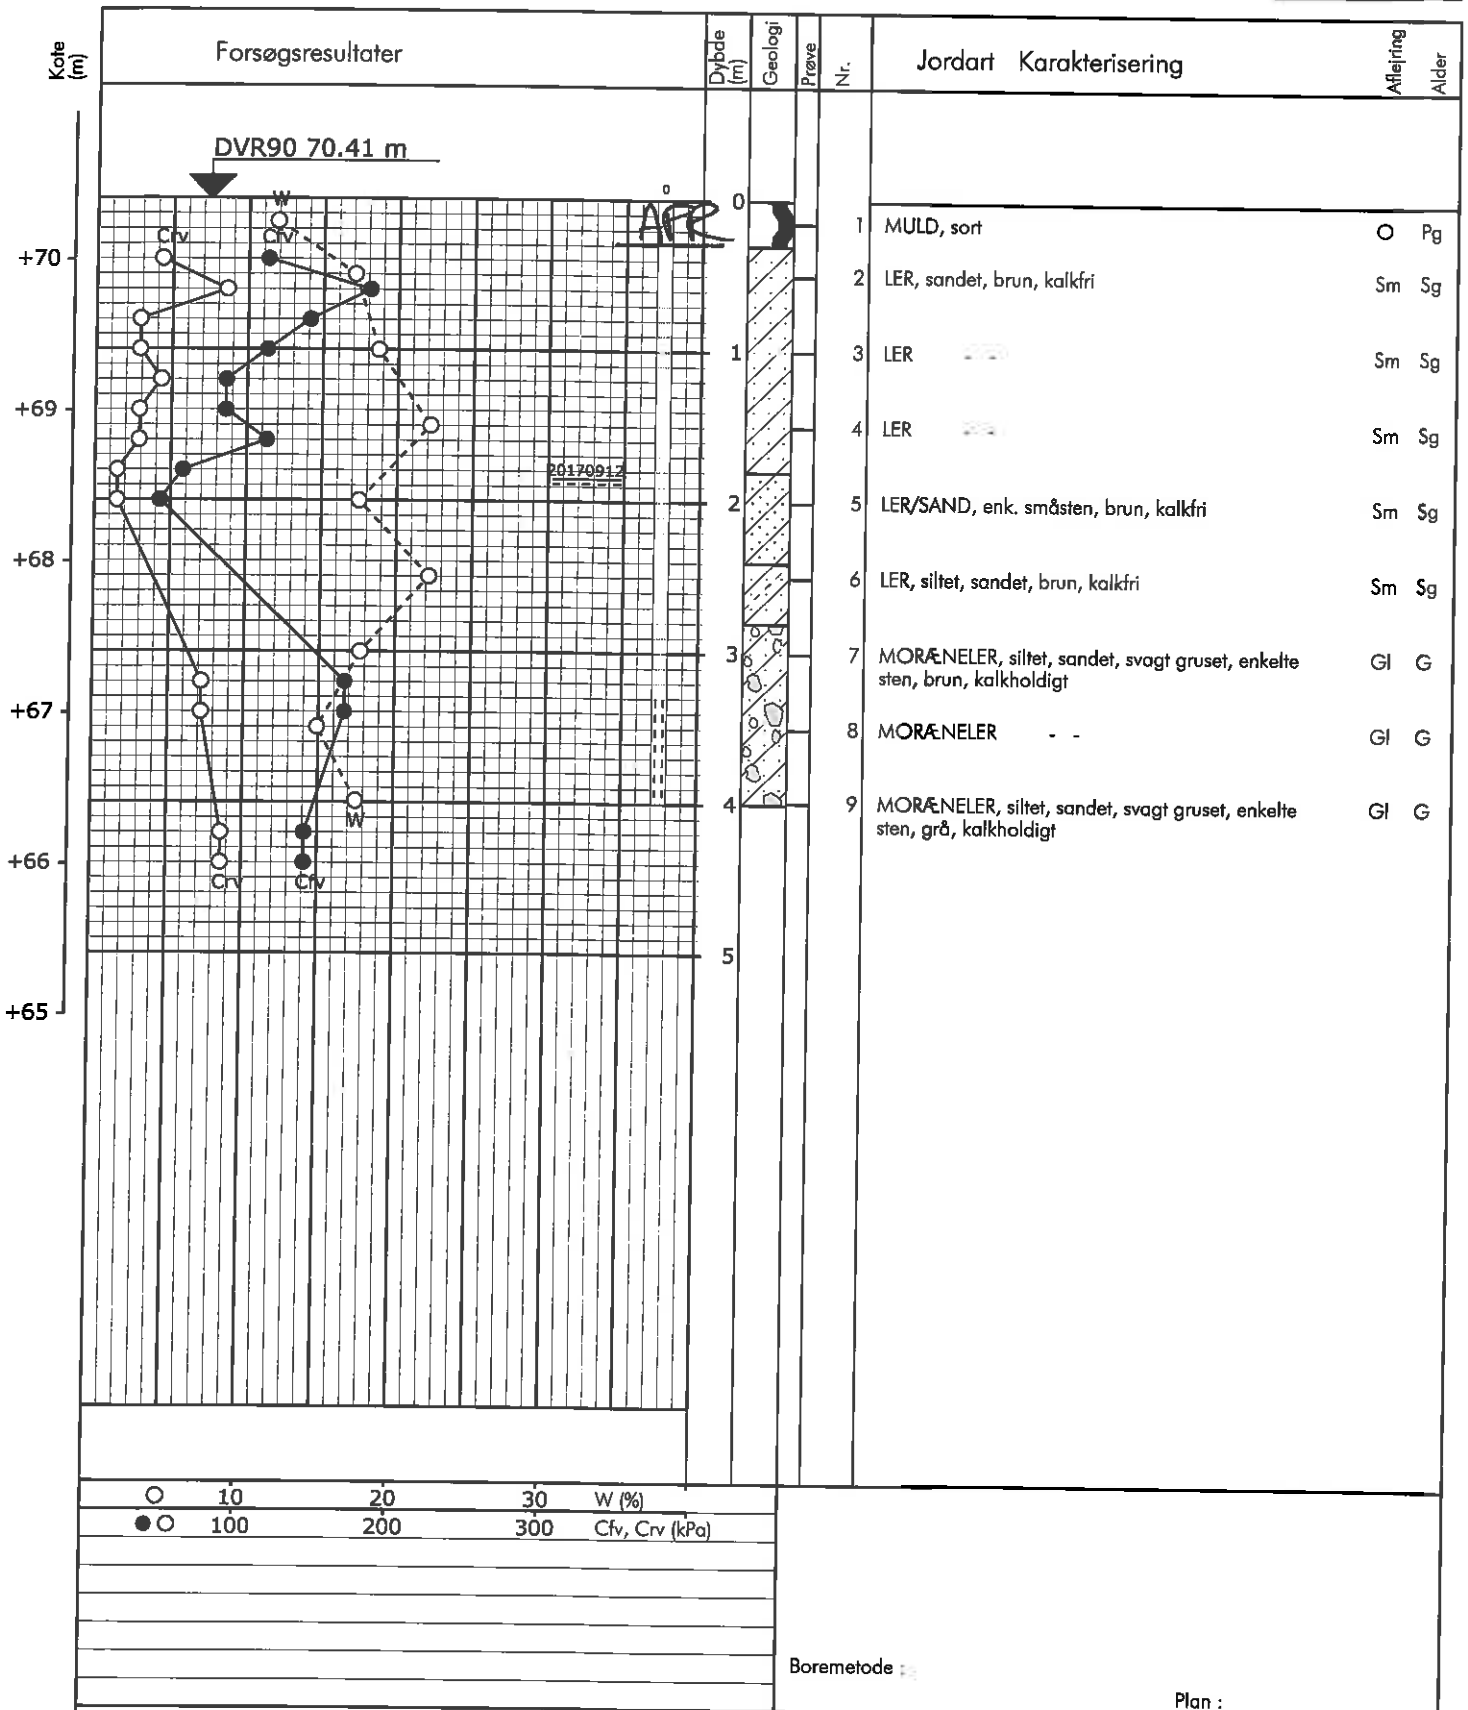 Kote (m)
Forsøgsresultater
Dybde (m)
Geologi
Prøve
Nr.
Jordart Karakterisering
Aflejring
Alder
DVR90 70.41 m
W
Crv
Crv
0
AFR
0
+70
+69
+68
+67
+66
+65
1
2
3
4
5
20170912
W
Crv
Cfv
1 MULD, sort O Pg
2 LER, sandet, brun, kalkfri Sm Sg
3 LER - - Sm Sg
4 LER - - Sm Sg
5 LER/SAND, enk. småsten, brun, kalkfri Sm Sg
6 LER, siltet, sandet, brun, kalkfri Sm Sg
7 MORÆNELER, siltet, sandet, svagt gruset, enkelte Gl G
sten, brun, kalkholdigt
8 MORÆNELER - - Gl G
9 MORÆNELER, siltet, sandet, svagt gruset, enkelte Gl G
sten, grå, kalkholdigt
10 20 30 W (%)
100 200 300 Cfv, Crv (kPa)
Boremetode :
Plan :